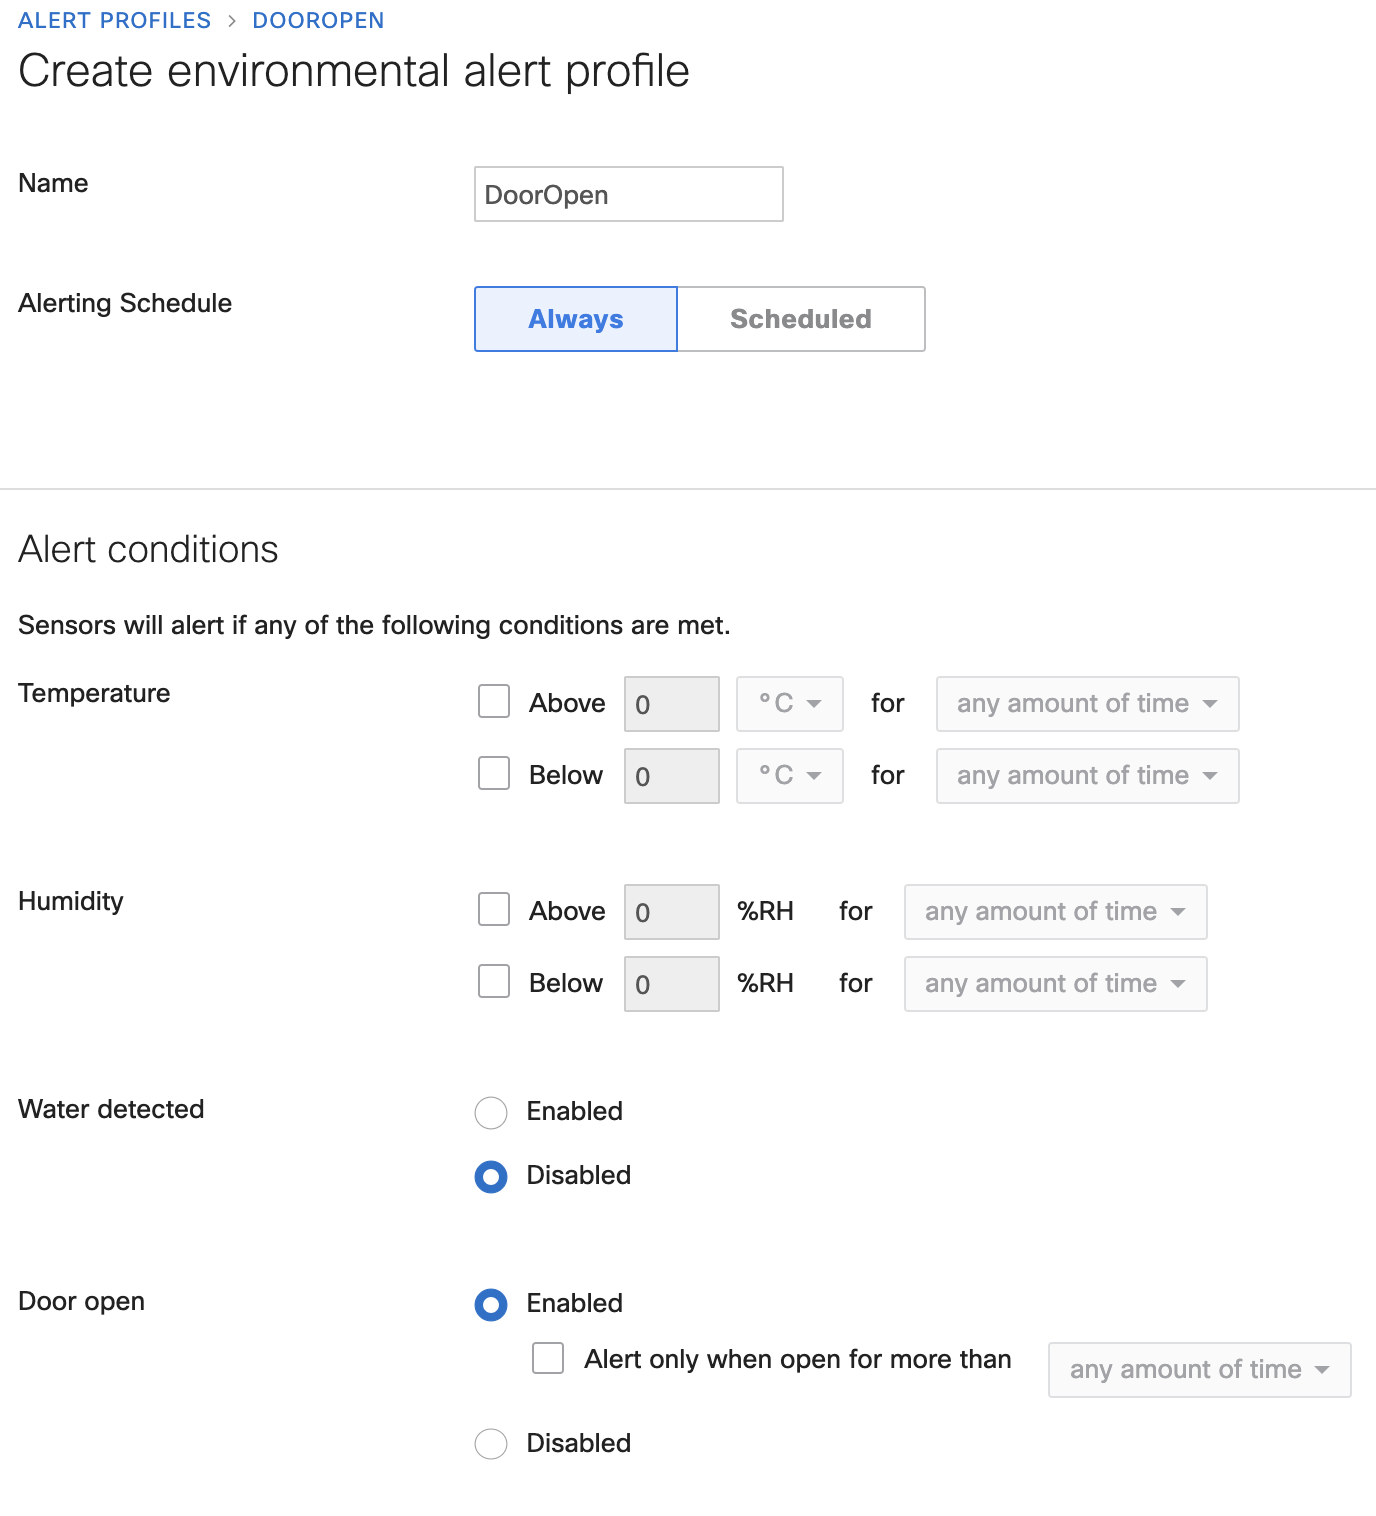 ALERT PROFILES > DOOROPEN
Create environmental alert profile
Name
DoorOpen
Alerting Schedule
Always Scheduled
Alert conditions
Sensors will alert if any of the following conditions are met.
Temperature
Above 0 °C for any amount of time
Below 0 °C for any amount of time
Humidity
Above 0 %RH for any amount of time
Below 0 %RH for any amount of time
Water detected
Enabled
Disabled
Door open
Enabled
Alert only when open for more than any amount of time
Disabled